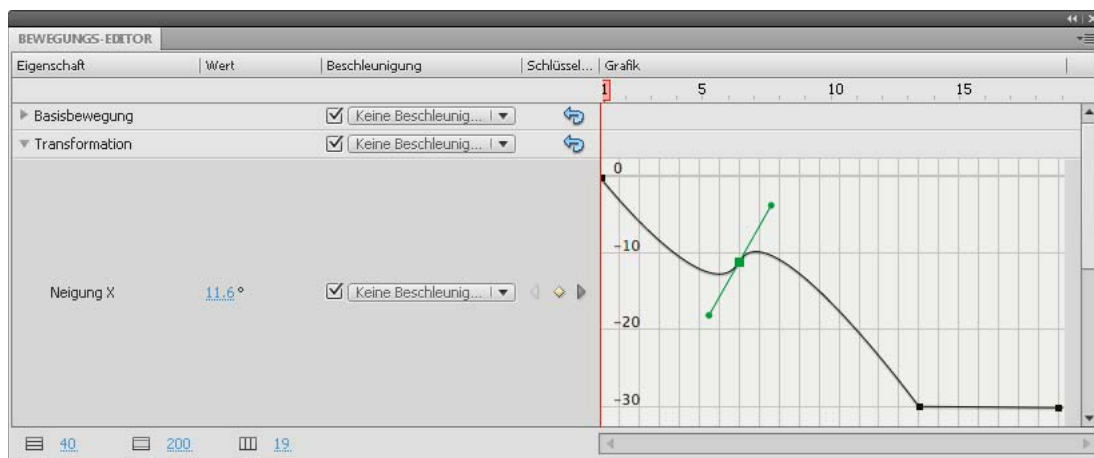 BEWEGUNGS-EDITOR
Eigenschaft Wert Beschleunigung Schlüssel... Grafik
1 5 10 15
Basisbewegung Keine Beschleunig...
Transformation Keine Beschleunig...
0
-10
Neigung X 11.6° Keine Beschleunig...
-20
-30
40 200 19